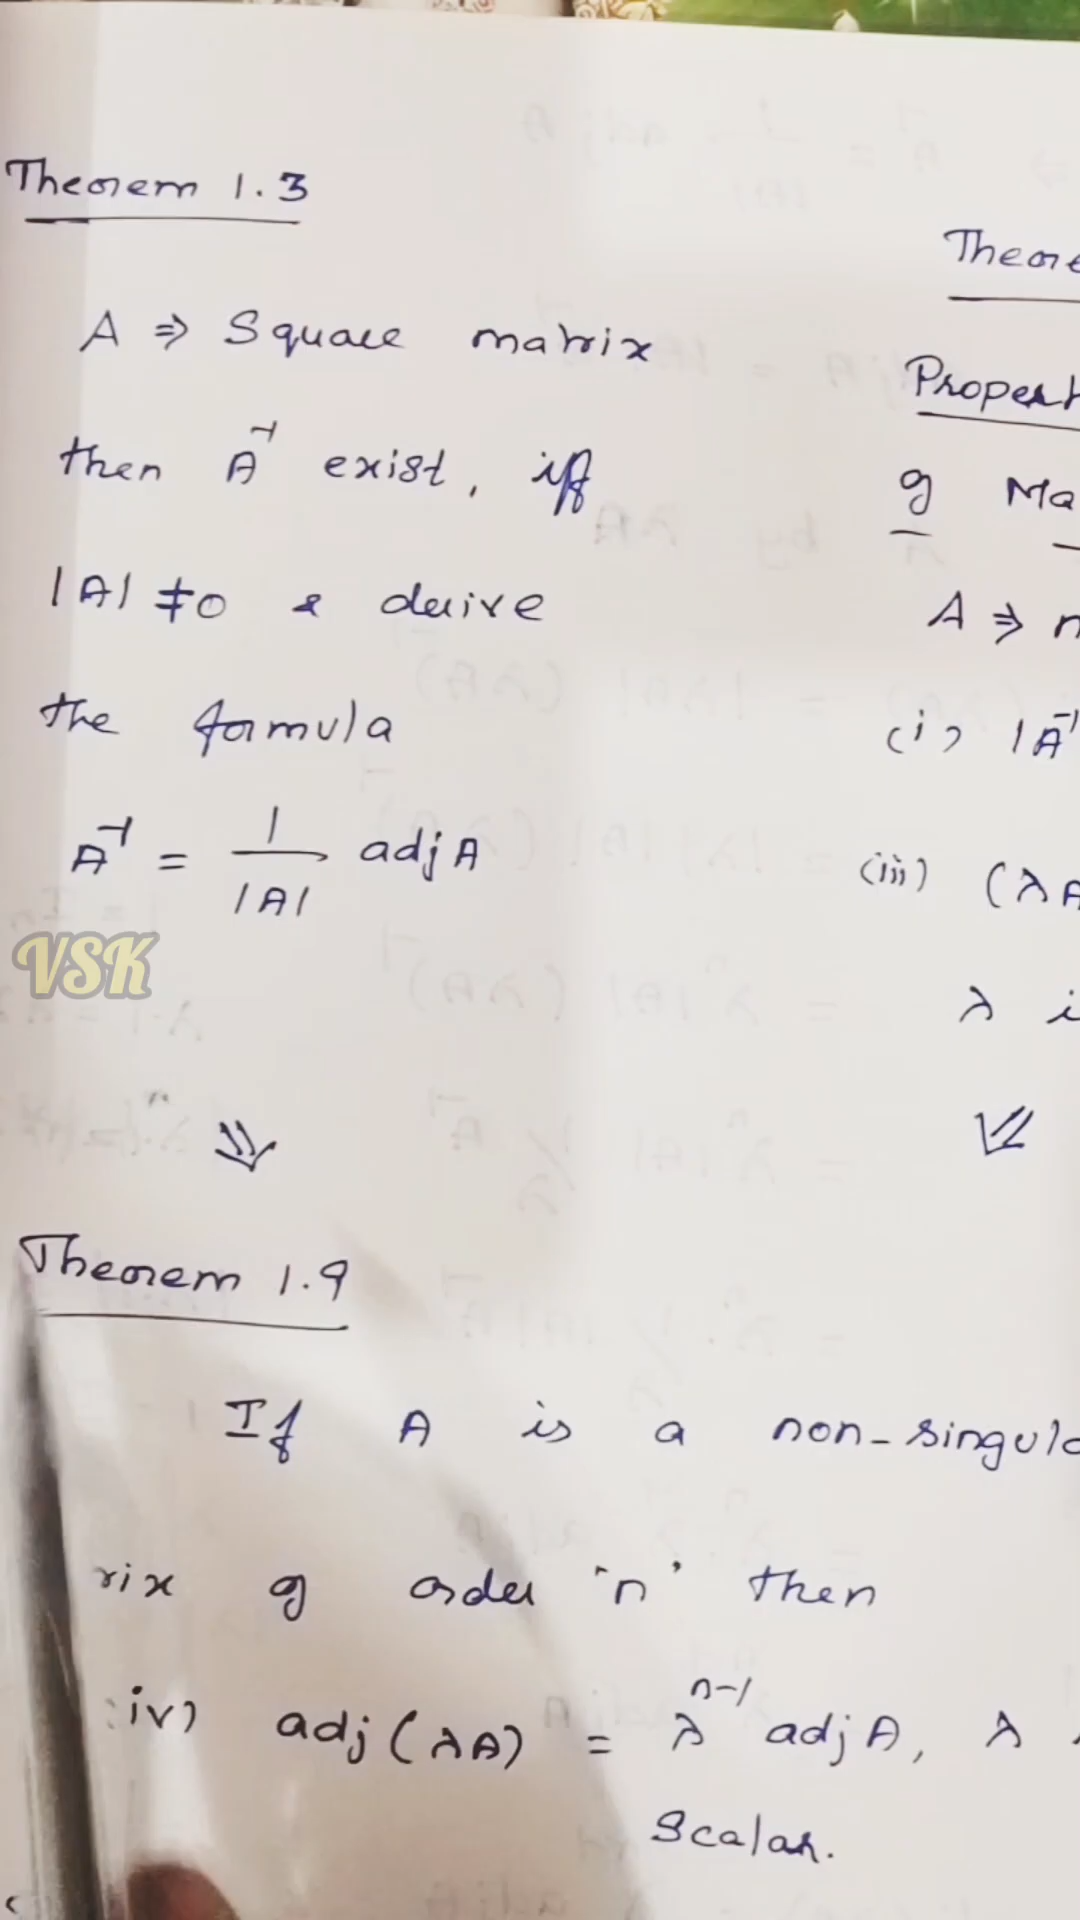 Theorem 1.3
A ⇒ Square matrix
then A⁻¹ exist, iff
|A| ≠ 0 & derive
the formula
A⁻¹ = 1/|A| adj A
VSK
Theorem 1.9
If A is a non-singul
rix of order 'n' then
iv) adj(λA) = λⁿ⁻¹ adj A, λ
Scalar.
Theore
Propert
of Ma
A ⇒ n
(i) |A⁻¹
(iii) (λA
λ i